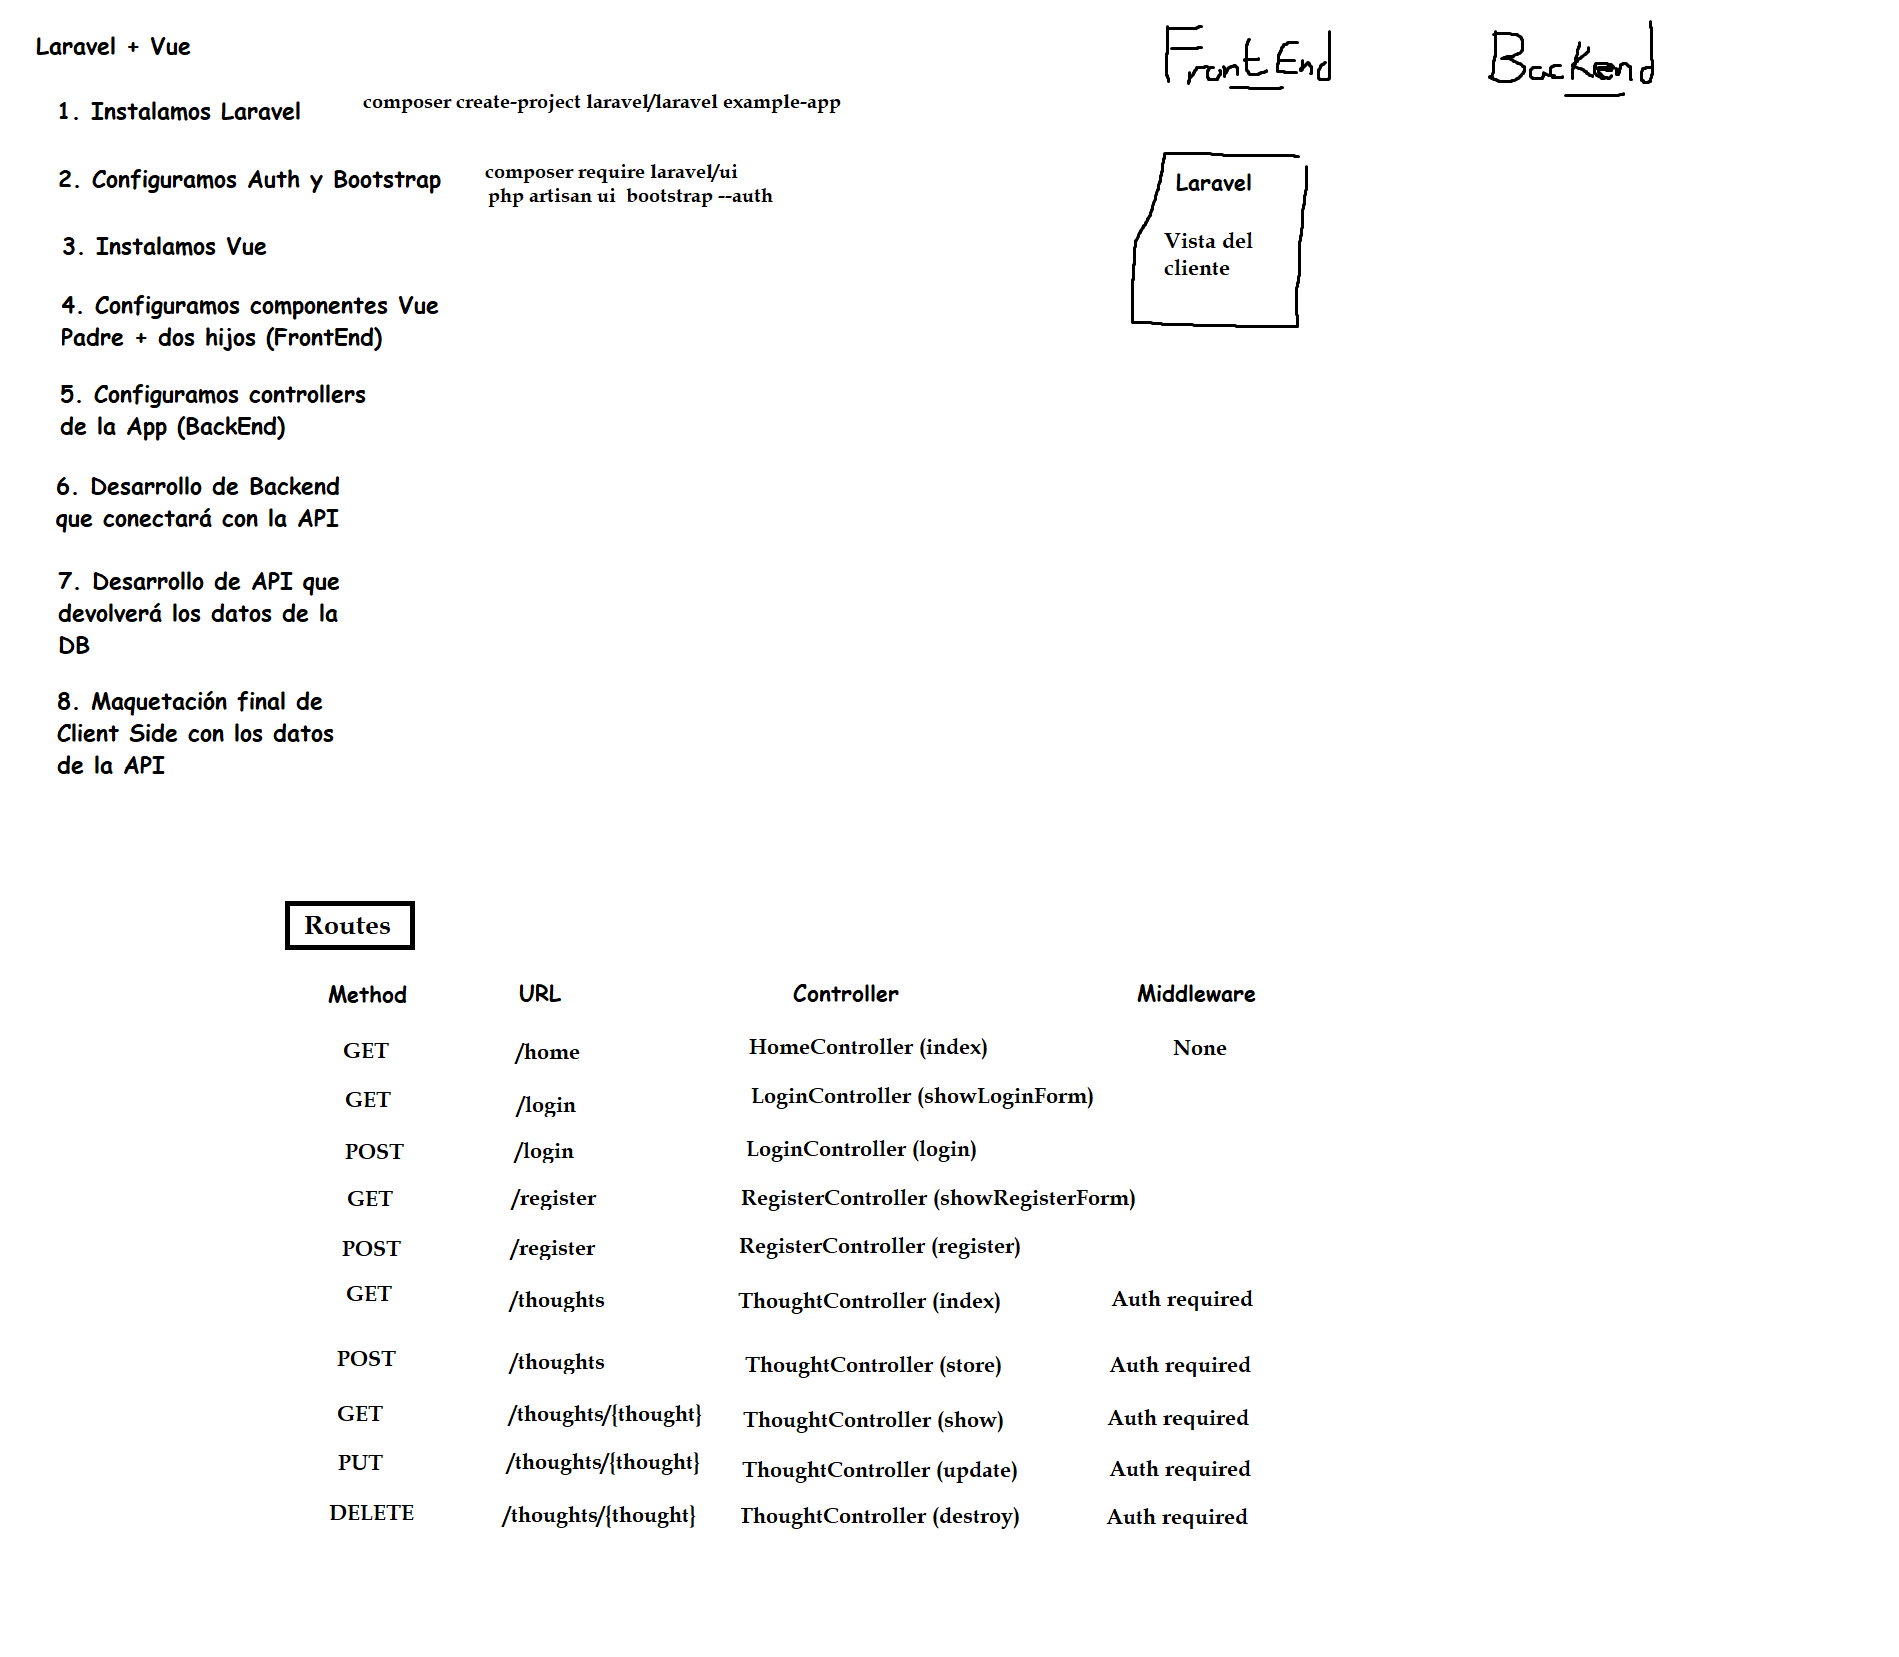 Laravel + Vue
1. Instalamos Laravel
composer create-project laravel/laravel example-app
2. Configuramos Auth y Bootstrap
composer require laravel/ui
php artisan ui  bootstrap --auth
3. Instalamos Vue
4. Configuramos componentes Vue
Padre + dos hijos (FrontEnd)
5. Configuramos controllers
de la App (BackEnd)
6. Desarrollo de Backend
que conectará con la API
7. Desarrollo de API que
devolverá los datos de la
DB
8. Maquetación final de
Client Side con los datos
de la API
FrontEnd
Backend
Laravel
Vista del
cliente
Routes
Method URL Controller Middleware
GET /home HomeController (index) None
GET /login LoginController (showLoginForm)
POST /login LoginController (login)
GET /register RegisterController (showRegisterForm)
POST /register RegisterController (register)
GET /thoughts ThoughtController (index) Auth required
POST /thoughts ThoughtController (store) Auth required
GET /thoughts/{thought} ThoughtController (show) Auth required
PUT /thoughts/{thought} ThoughtController (update) Auth required
DELETE /thoughts/{thought} ThoughtController (destroy) Auth required